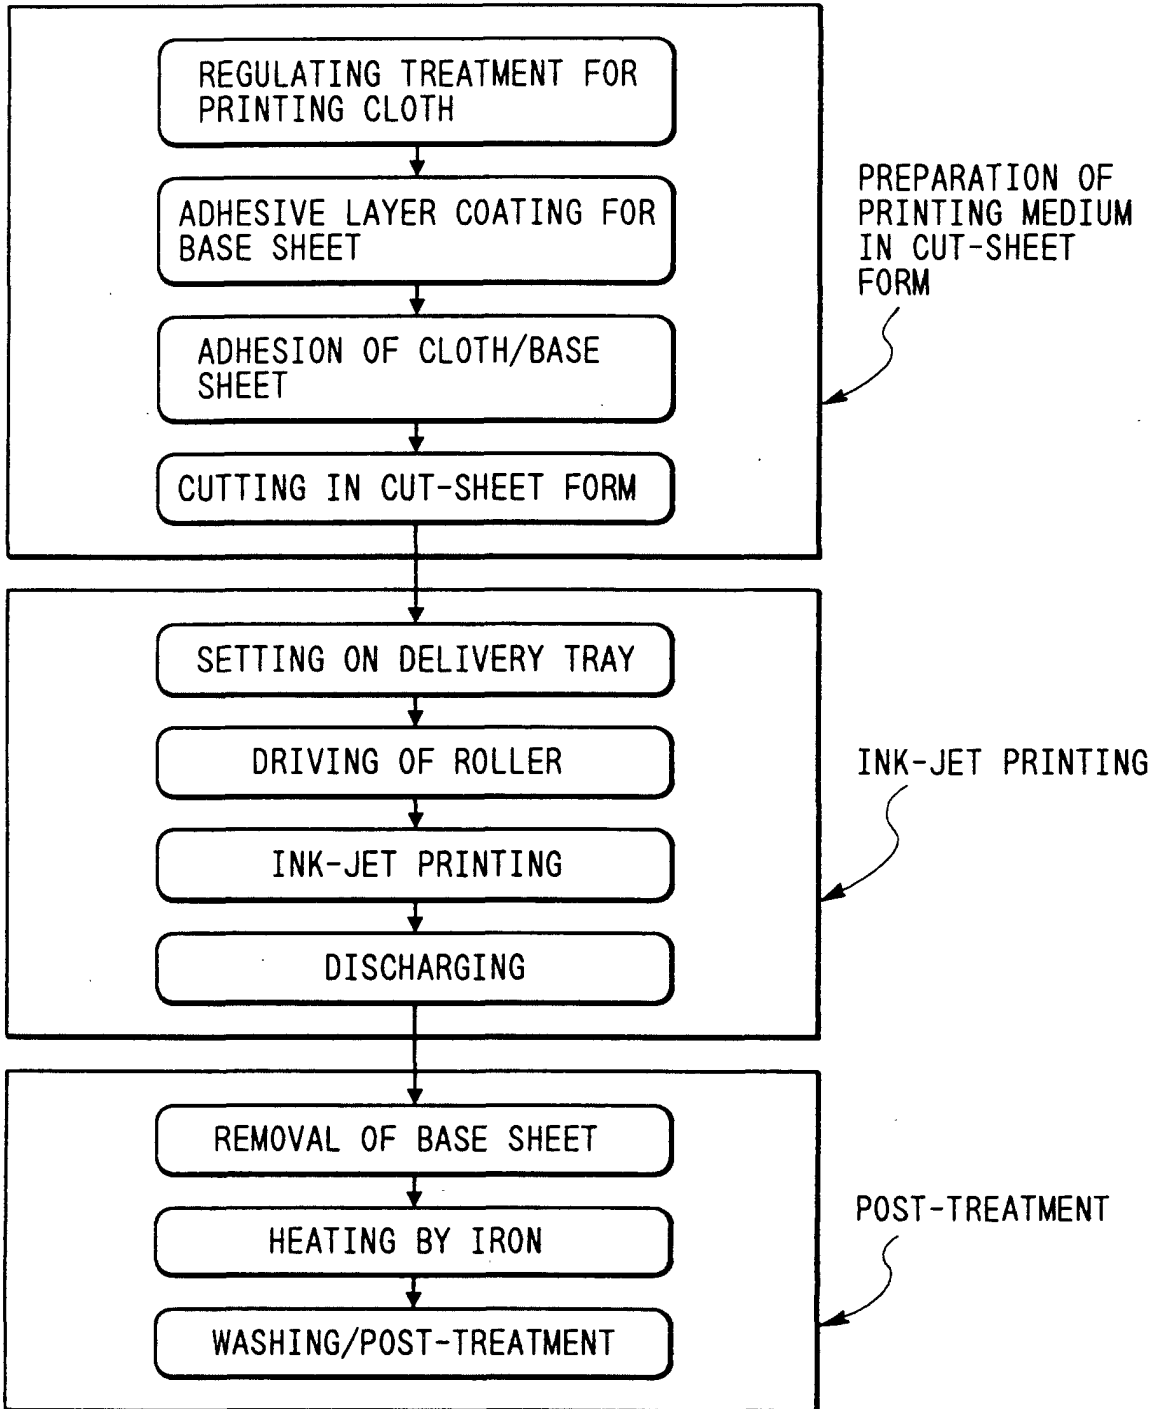 REGULATING TREATMENT FOR
PRINTING CLOTH
ADHESIVE LAYER COATING FOR
BASE SHEET
ADHESION OF CLOTH/BASE
SHEET
CUTTING IN CUT-SHEET FORM
PREPARATION OF
PRINTING MEDIUM
IN CUT-SHEET
FORM
SETTING ON DELIVERY TRAY
DRIVING OF ROLLER
INK-JET PRINTING
DISCHARGING
INK-JET PRINTING
REMOVAL OF BASE SHEET
HEATING BY IRON
WASHING/POST-TREATMENT
POST-TREATMENT